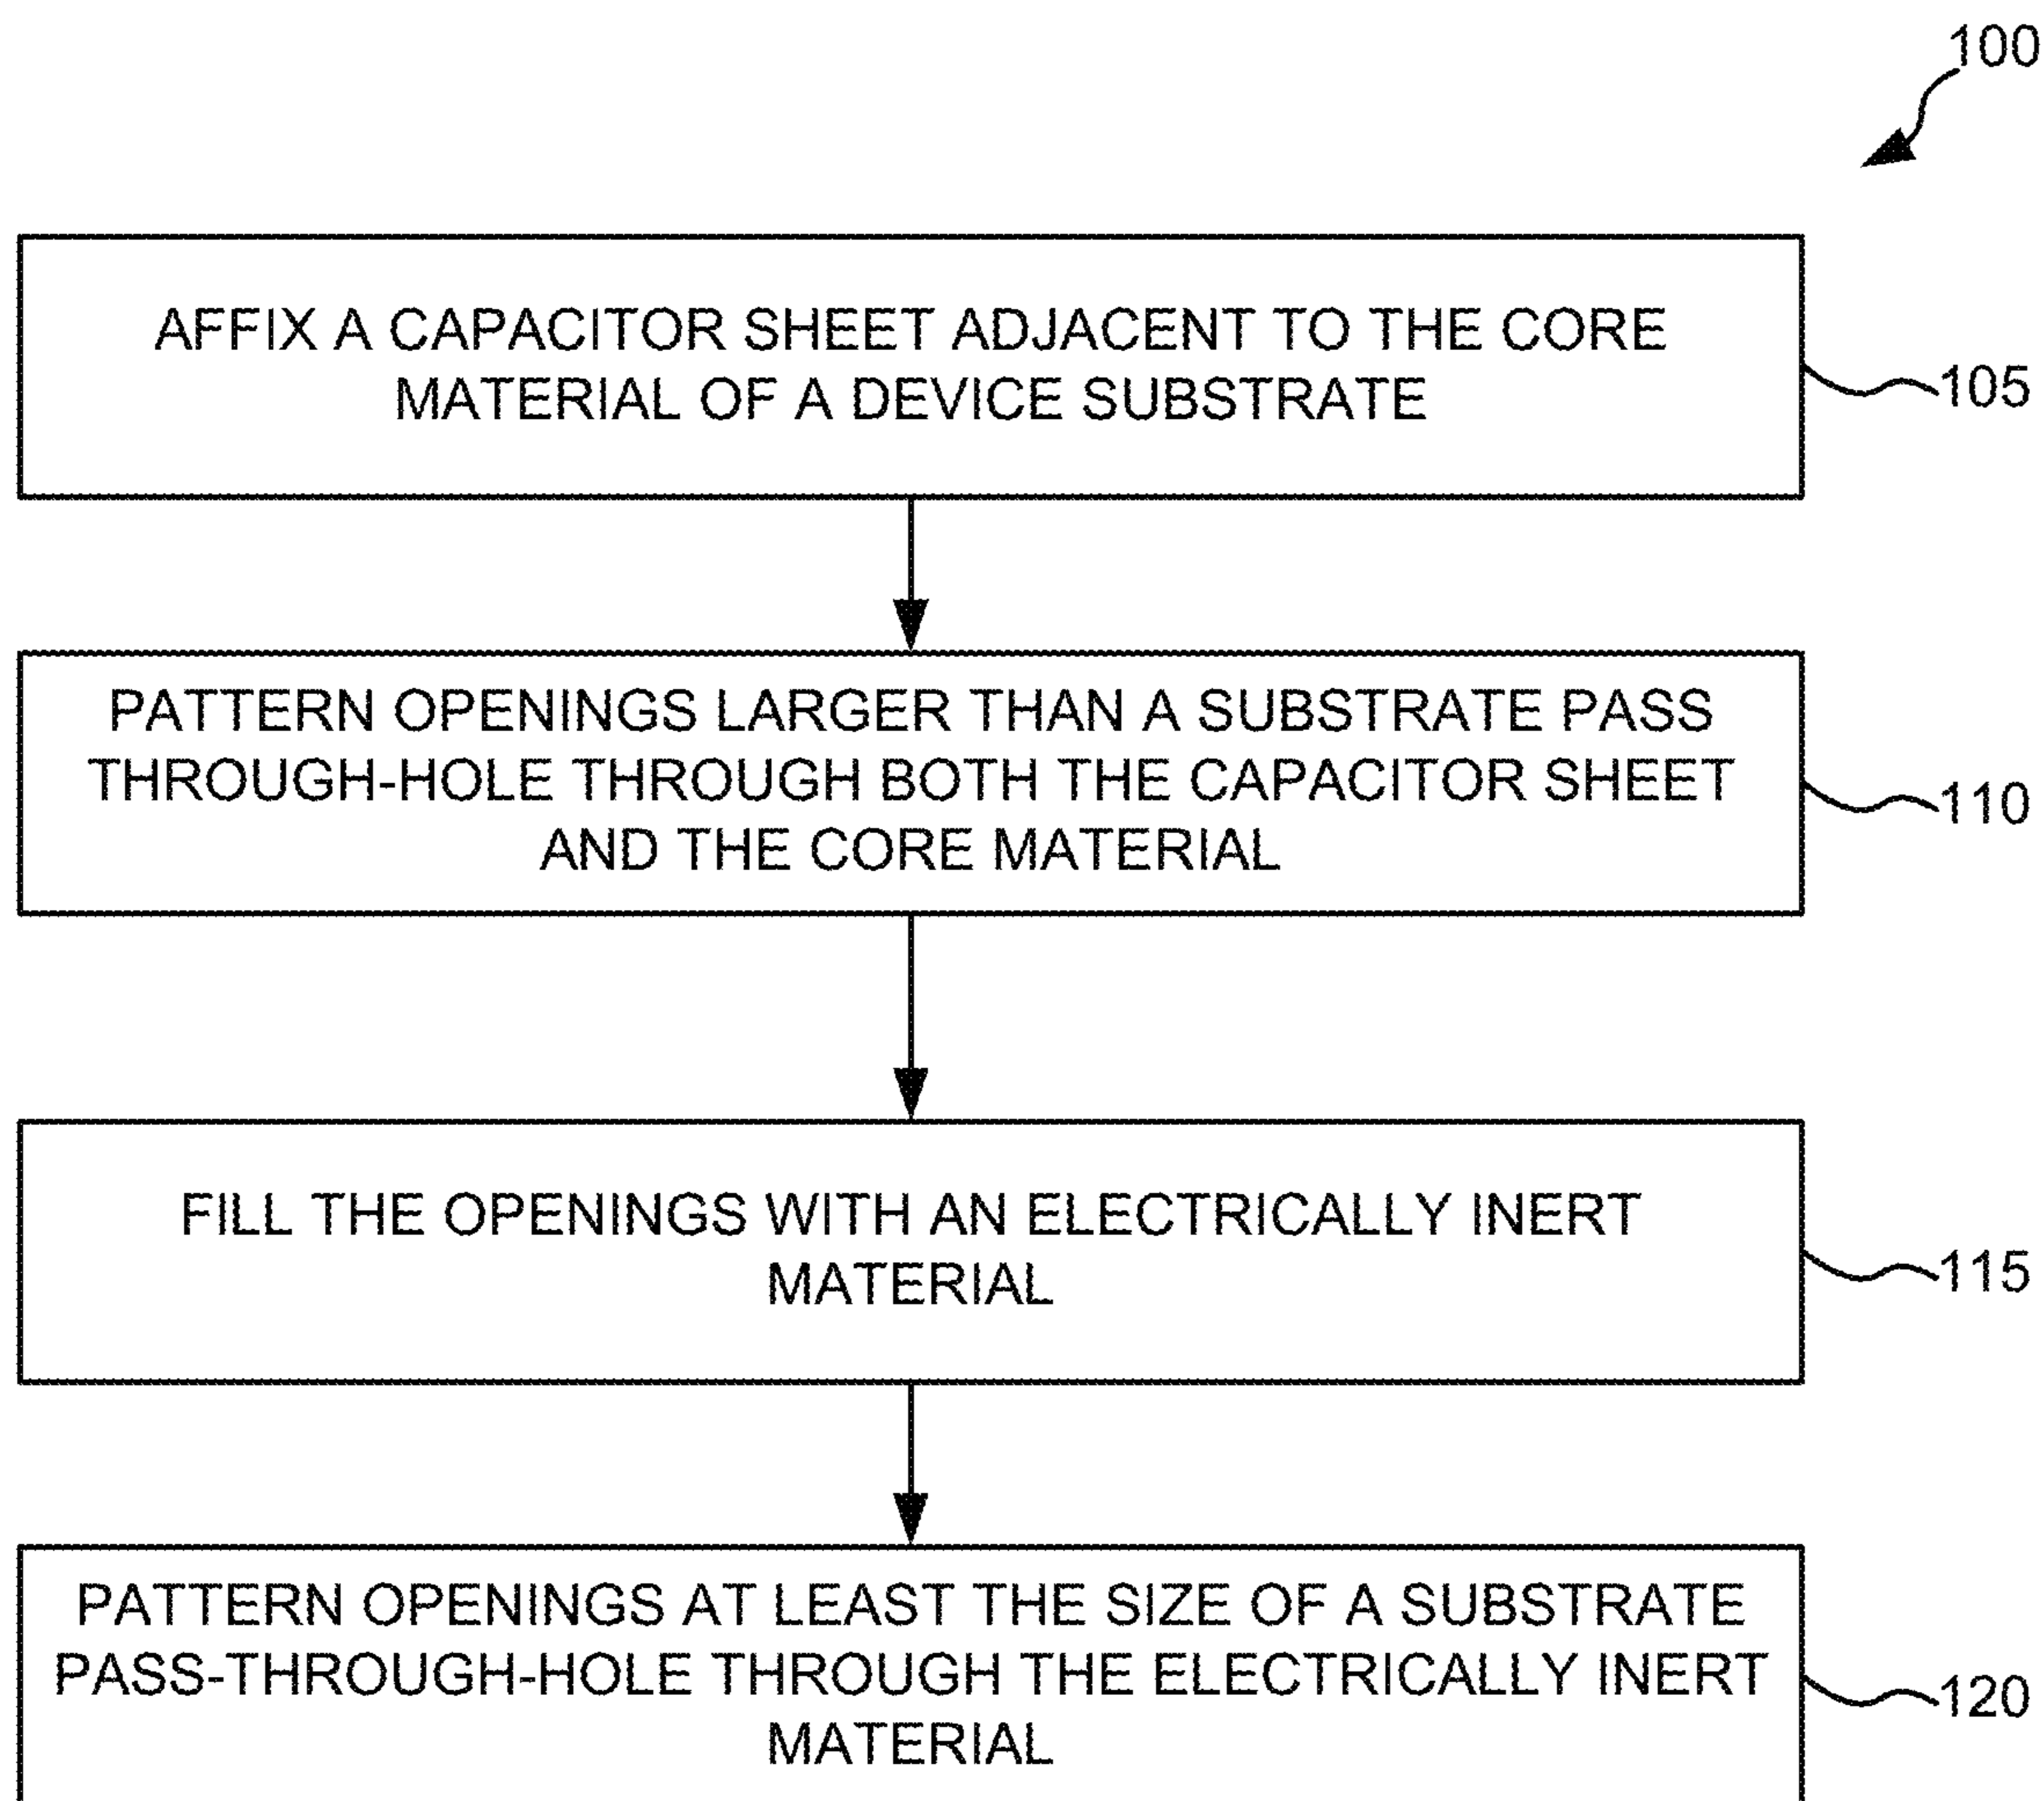 100
AFFIX A CAPACITOR SHEET ADJACENT TO THE CORE
MATERIAL OF A DEVICE SUBSTRATE
105
PATTERN OPENINGS LARGER THAN A SUBSTRATE PASS
THROUGH-HOLE THROUGH BOTH THE CAPACITOR SHEET
AND THE CORE MATERIAL
110
FILL THE OPENINGS WITH AN ELECTRICALLY INERT
MATERIAL
115
PATTERN OPENINGS AT LEAST THE SIZE OF A SUBSTRATE
PASS-THROUGH-HOLE THROUGH THE ELECTRICALLY INERT
MATERIAL
120